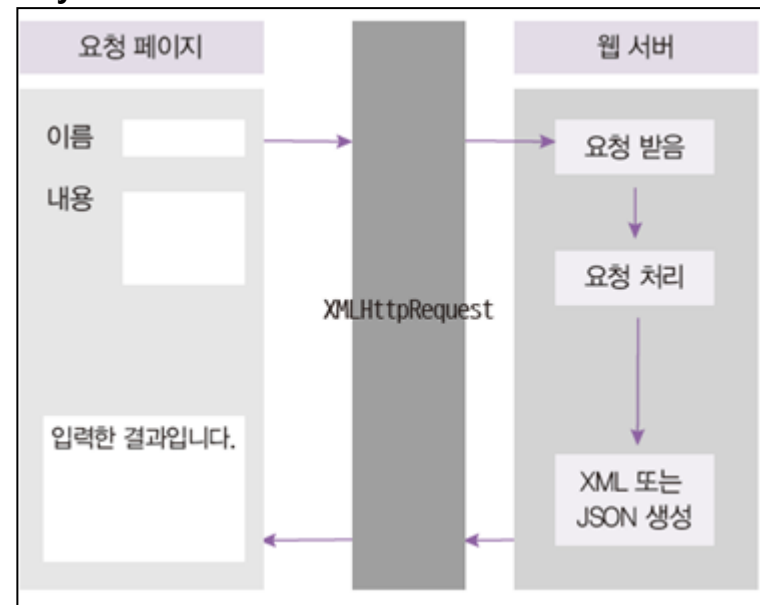 요청 페이지
웹 서버
이름
내용
요청 받음
요청 처리
XMLHttpRequest
입력한 결과입니다.
XML 또는
JSON 생성